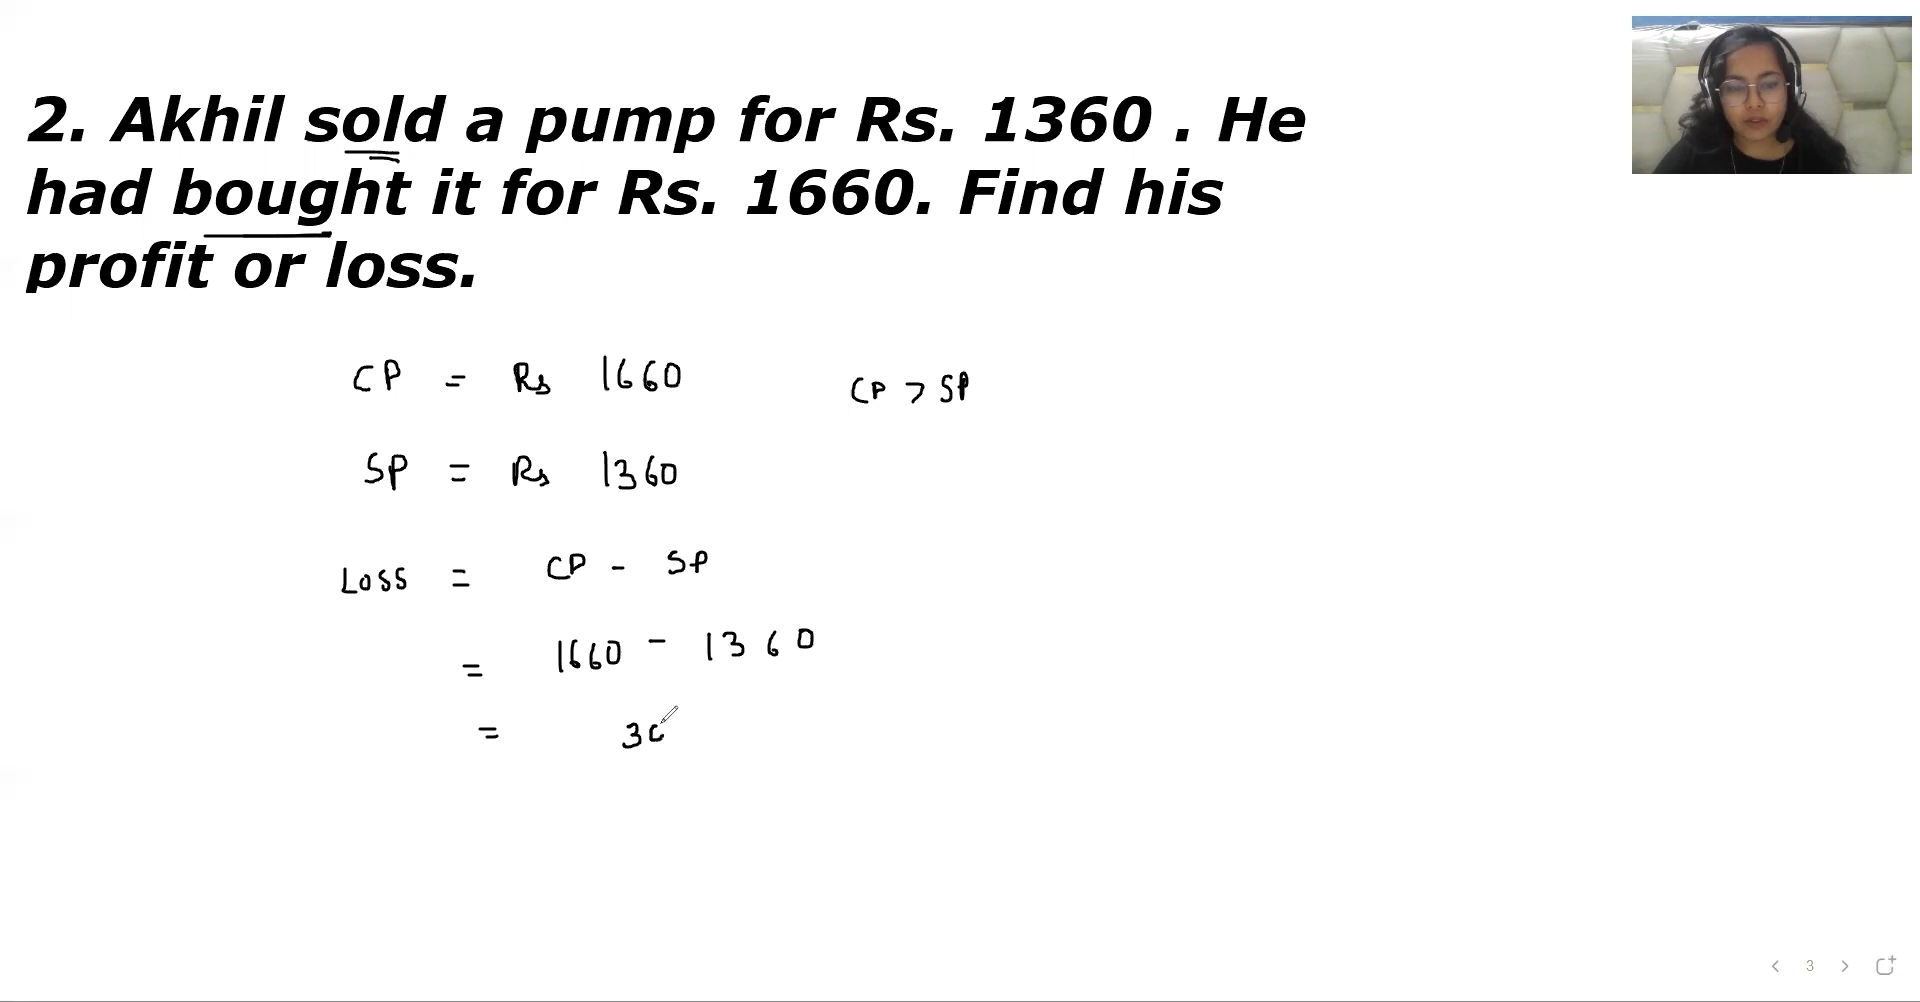 2. Akhil sold a pump for Rs. 1360 . He
had bought it for Rs. 1660. Find his
profit or loss.
CP = Rs 1660
CP > SP
SP = Rs 1360
Loss = CP - SP
= 1660 - 1360
= 30
3